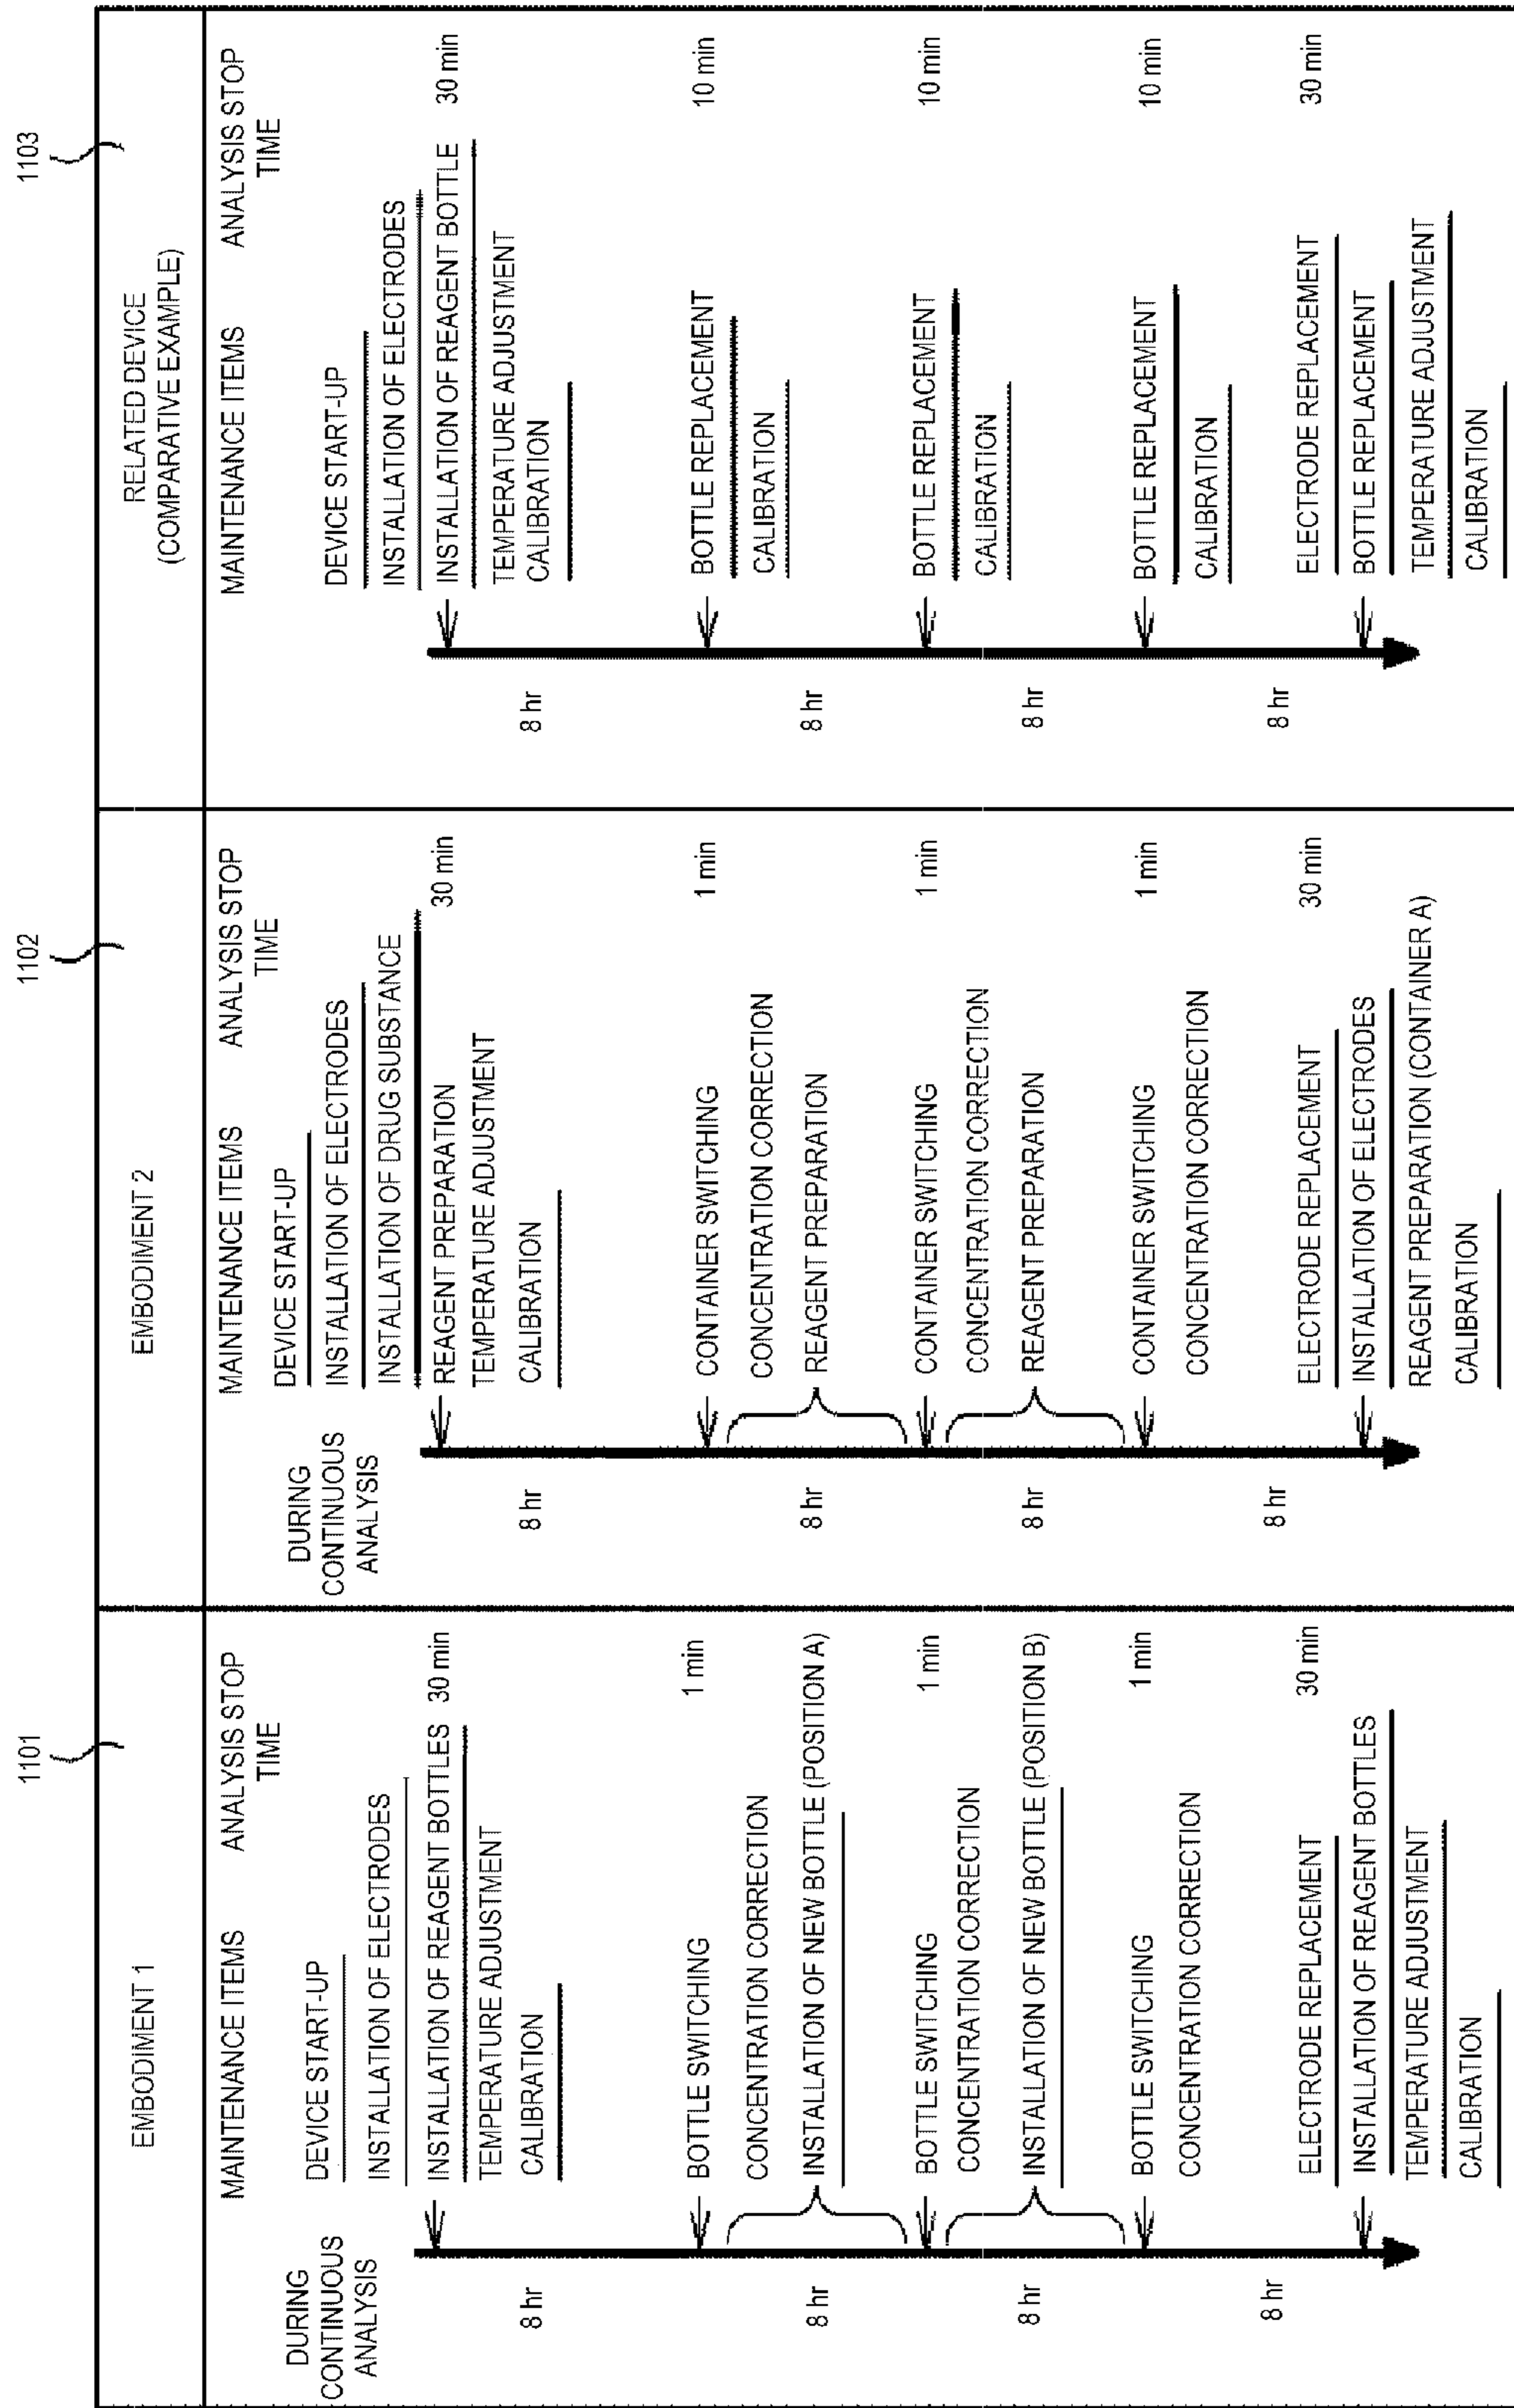 1101
EMBODIMENT 1
MAINTENANCE ITEMS
ANALYSIS STOP
TIME
DURING
CONTINUOUS
ANALYSIS
DEVICE START-UP
INSTALLATION OF ELECTRODES
INSTALLATION OF REAGENT BOTTLES
30 min
TEMPERATURE ADJUSTMENT
CALIBRATION
8 hr
BOTTLE SWITCHING
1 min
CONCENTRATION CORRECTION
INSTALLATION OF NEW BOTTLE (POSITION A)
8 hr
BOTTLE SWITCHING
1 min
CONCENTRATION CORRECTION
INSTALLATION OF NEW BOTTLE (POSITION B)
8 hr
BOTTLE SWITCHING
1 min
CONCENTRATION CORRECTION
8 hr
ELECTRODE REPLACEMENT
30 min
INSTALLATION OF REAGENT BOTTLES
TEMPERATURE ADJUSTMENT
CALIBRATION
1102
EMBODIMENT 2
MAINTENANCE ITEMS
ANALYSIS STOP
TIME
DURING
CONTINUOUS
ANALYSIS
DEVICE START-UP
INSTALLATION OF ELECTRODES
INSTALLATION OF DRUG SUBSTANCE
REAGENT PREPARATION
30 min
TEMPERATURE ADJUSTMENT
CALIBRATION
8 hr
CONTAINER SWITCHING
1 min
CONCENTRATION CORRECTION
REAGENT PREPARATION
8 hr
CONTAINER SWITCHING
1 min
CONCENTRATION CORRECTION
REAGENT PREPARATION
8 hr
CONTAINER SWITCHING
1 min
CONCENTRATION CORRECTION
8 hr
ELECTRODE REPLACEMENT
30 min
INSTALLATION OF ELECTRODES
REAGENT PREPARATION (CONTAINER A)
CALIBRATION
1103
RELATED DEVICE
(COMPARATIVE EXAMPLE)
MAINTENANCE ITEMS
ANALYSIS STOP
TIME
DEVICE START-UP
INSTALLATION OF ELECTRODES
INSTALLATION OF REAGENT BOTTLE
30 min
TEMPERATURE ADJUSTMENT
CALIBRATION
8 hr
BOTTLE REPLACEMENT
10 min
CALIBRATION
8 hr
BOTTLE REPLACEMENT
10 min
CALIBRATION
8 hr
BOTTLE REPLACEMENT
10 min
CALIBRATION
8 hr
ELECTRODE REPLACEMENT
30 min
BOTTLE REPLACEMENT
TEMPERATURE ADJUSTMENT
CALIBRATION